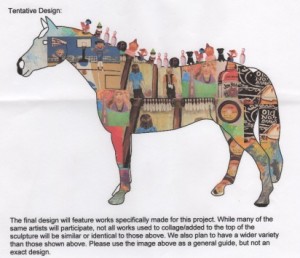 Tentative Design:
The final design will feature works specifically made for this project. While many of the
same artists will participate, not all works used to collage/added to the top of the
sculpture will be similar or identical to those above. We also plan to have a wider variety
than those shown above. Please use the image above as a general guide, but not an
exact design.